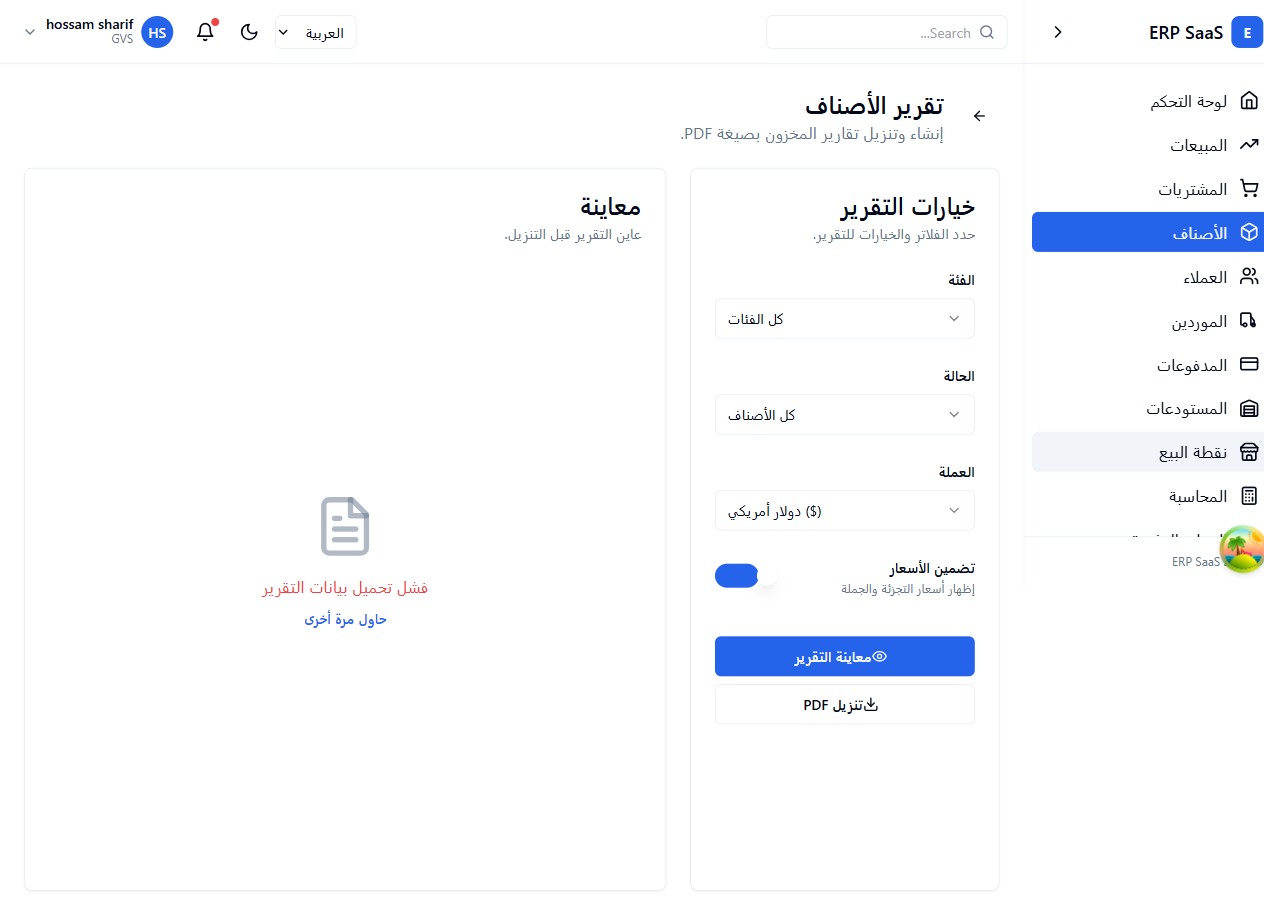 E
ERP SaaS
Search...
العربية
HS
hossam sharif
GVS
لوحة التحكم
المبيعات
المشتريات
الأصناف
العملاء
الموردين
المدفوعات
المستودعات
نقطة البيع
المحاسبة
ERP SaaS
تقرير الأصناف
إنشاء وتنزيل تقارير المخزون بصيغة PDF.
خيارات التقرير
حدد الفلاتر والخيارات للتقرير.
الفئة
كل الفئات
الحالة
كل الأصناف
العملة
($) دولار أمريكي
تضمين الأسعار
إظهار أسعار التجزئة والجملة
معاينة التقرير
تنزيل PDF
معاينة
عاين التقرير قبل التنزيل.
فشل تحميل بيانات التقرير
حاول مرة أخرى